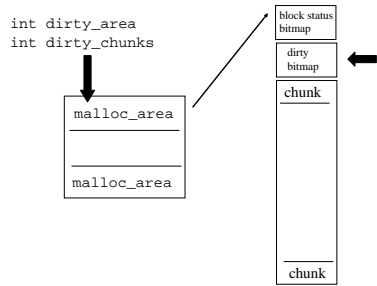 int dirty_area
int dirty_chunks
malloc_area
malloc_area
block status
bitmap
dirty
bitmap
chunk
chunk